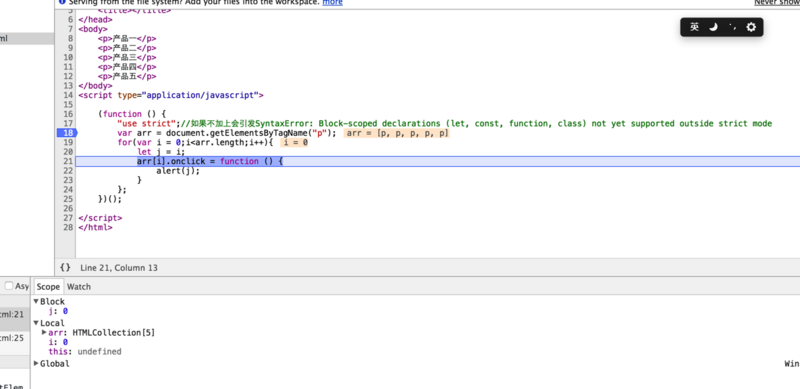 Serving from the file system? Add your files into the workspace. more
Never show
英
ml
5 <title></title>
6 </head>
7 <body>
8 <p>产品一</p>
9 <p>产品二</p>
10 <p>产品三</p>
11 <p>产品四</p>
12 <p>产品五</p>
13 </body>
14 <script type="application/javascript">
15
16 (function () {
17 "use strict";//如果不加上会引发SyntaxError: Block-scoped declarations (let, const, function, class) not yet supported outside strict mode
18 var arr = document.getElementsByTagName("p"); arr = [p, p, p, p, p]
19 for(var i = 0;i<arr.length;i++){ i = 0
20 let j = i;
21 arr[i].onclick = function () {
22 alert(j);
23 }
24 };
25 })();
26
27 </script>
28 </html>
{} Line 21, Column 13
Asy
Scope Watch
Block
j: 0
ml:21
Local
arr: HTMLCollection[5]
i: 0
ml:25
this: undefined
Global
Win
tElem